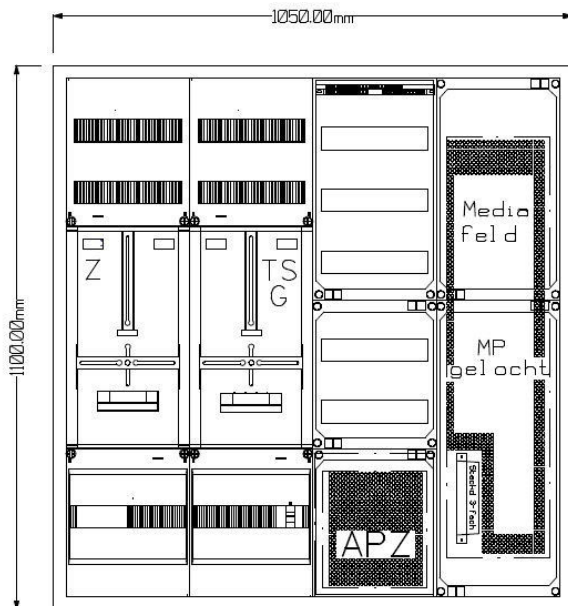 1050.00mm
1100.00mm
Z
TS
G
Media
feld
MP
gelocht
Steckd 3-fach
APZ